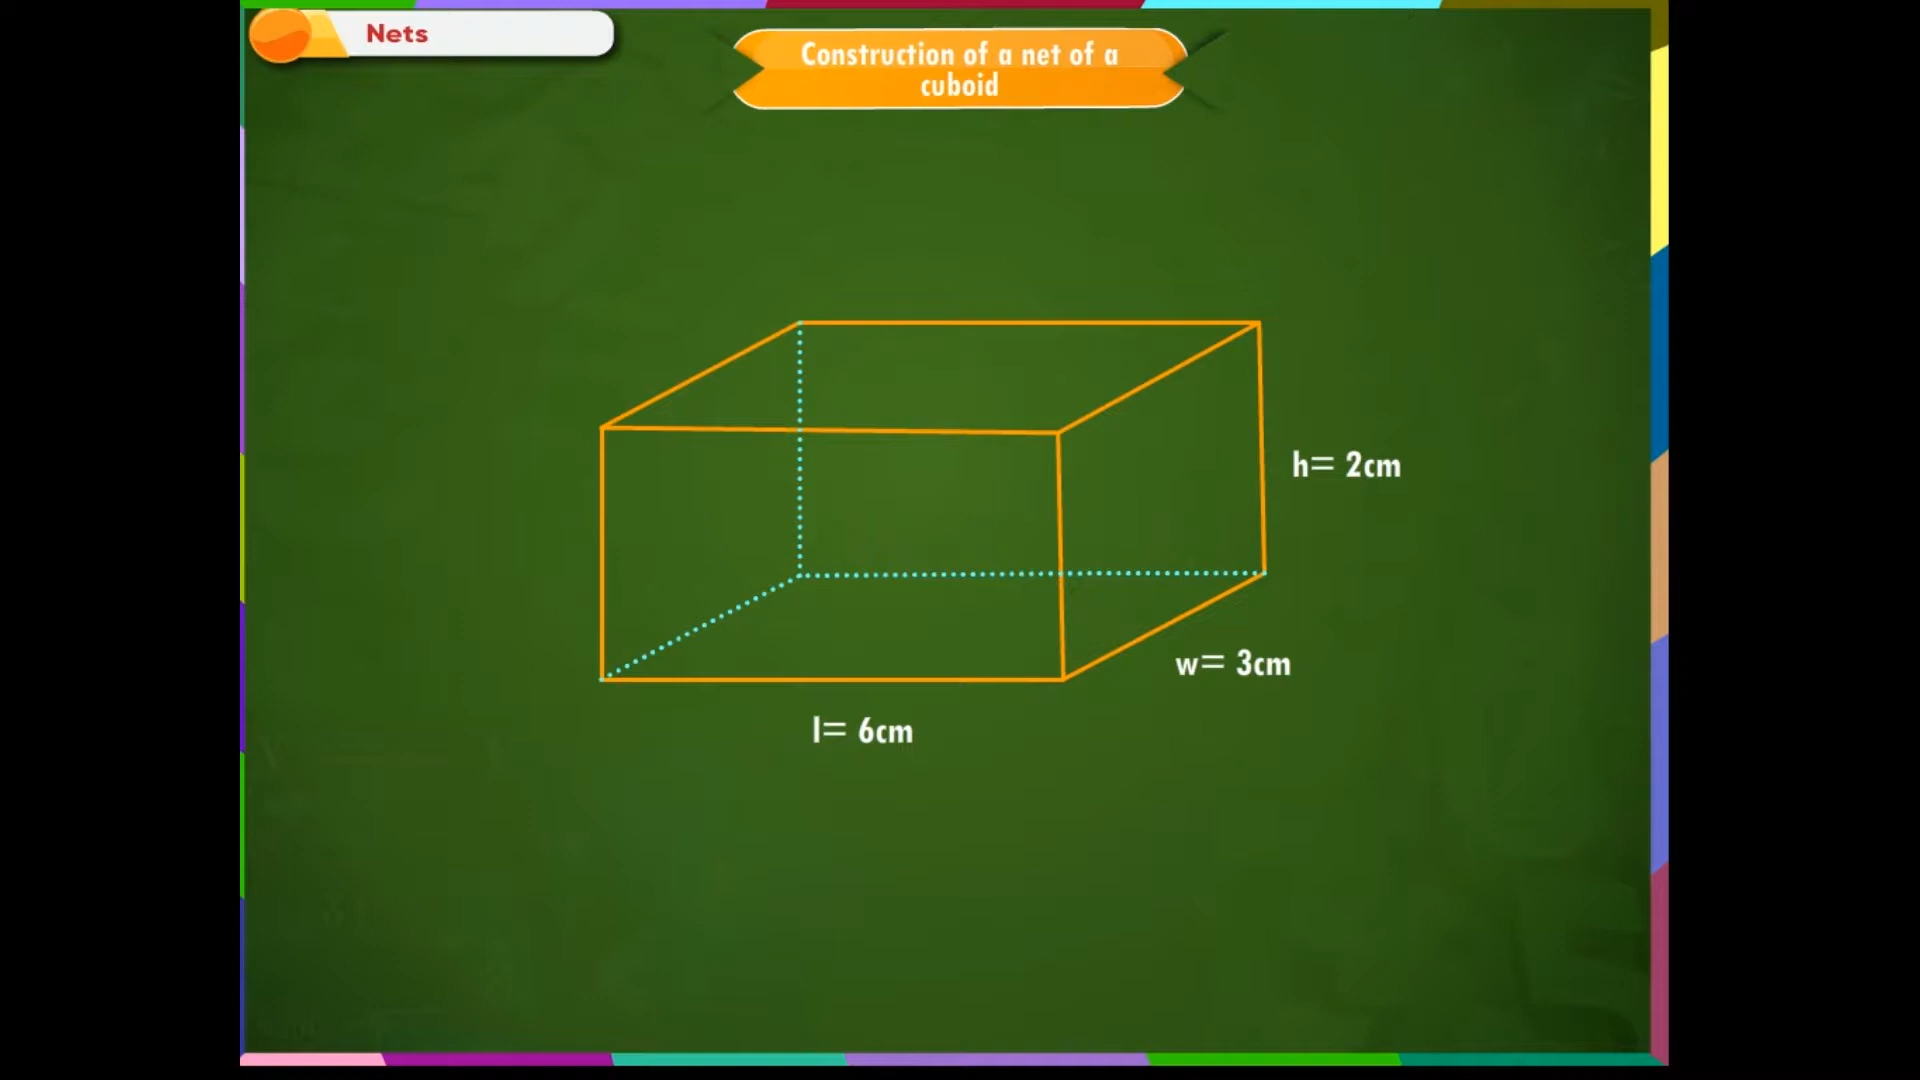 Nets
Construction of a net of a
cuboid
h= 2cm
w= 3cm
l= 6cm